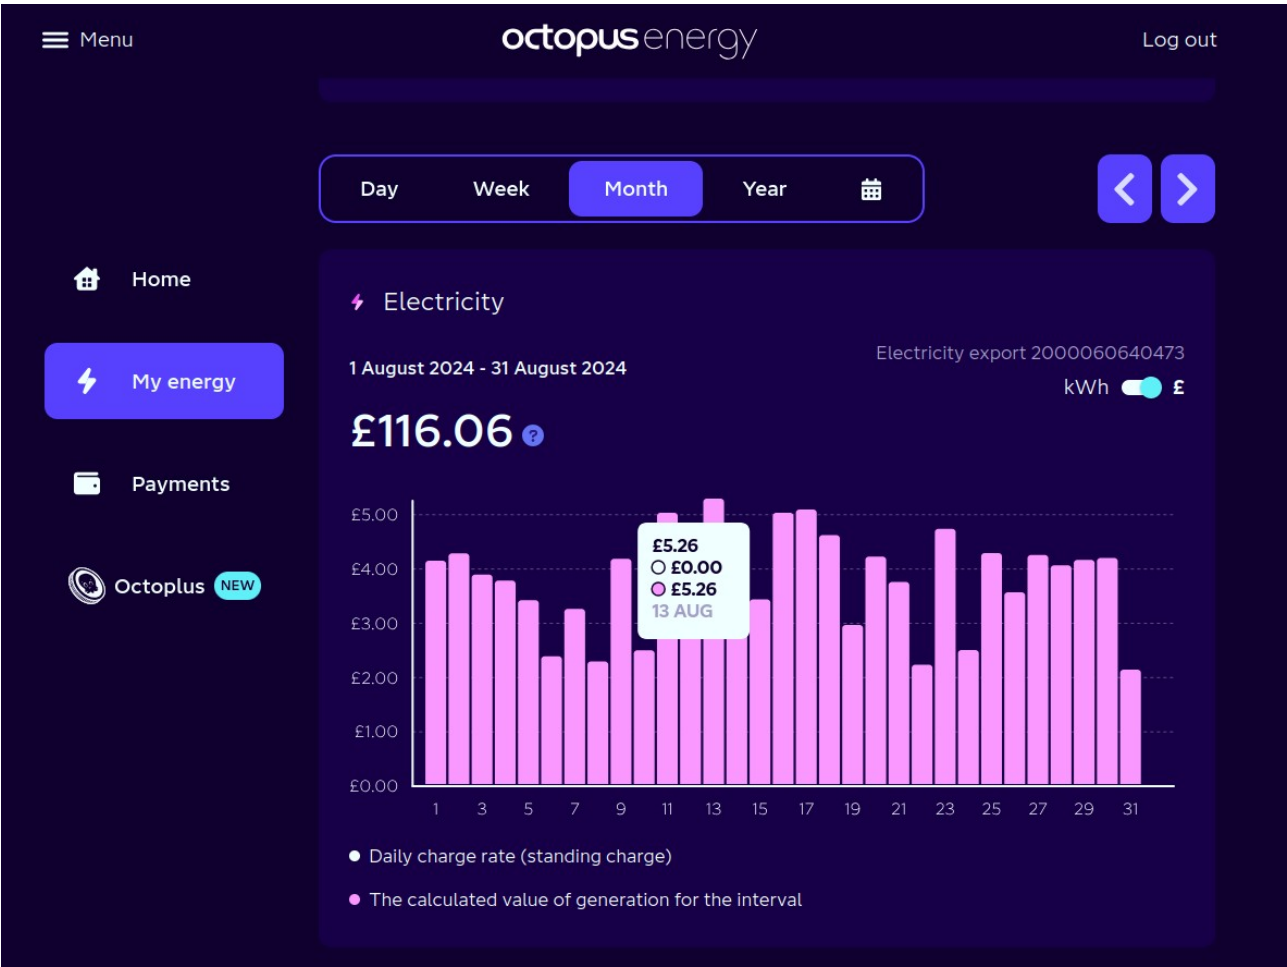 Menu
octopus energy
Log out
Day Week Month Year
Home
My energy
Payments
Octoplus NEW
Electricity
Electricity export 2000060640473
1 August 2024 - 31 August 2024
kWh £
£116.06 ?
£5.00
£4.00
£3.00
£2.00
£1.00
£0.00
£5.26
£0.00
£5.26
13 AUG
1 3 5 7 9 11 13 15 17 19 21 23 25 27 29 31
Daily charge rate (standing charge)
The calculated value of generation for the interval